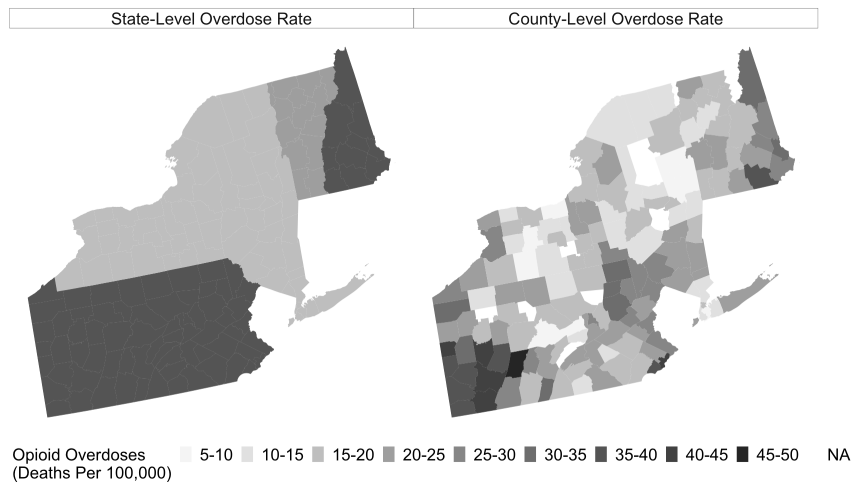 State-Level Overdose Rate
County-Level Overdose Rate
Opioid Overdoses
(Deaths Per 100,000)
5-10
10-15
15-20
20-25
25-30
30-35
35-40
40-45
45-50
NA